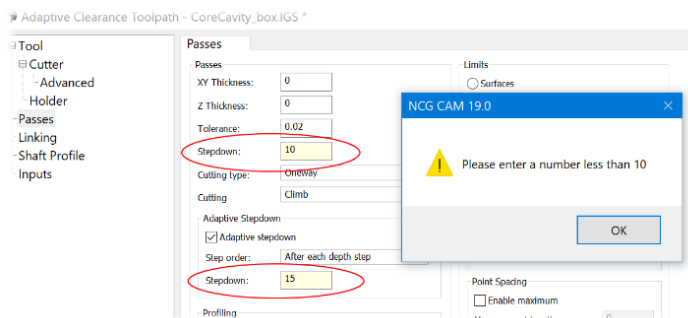 Adaptive Clearance Toolpath - CoreCavity_box.IGS *
Tool
Cutter
Advanced
Holder
Passes
Linking
Shaft Profile
Inputs
Passes
Passes
XY Thickness: 0
Z Thickness: 0
Tolerance: 0.02
Stepdown: 10
Cutting type: Oneway
Cutting Climb
Adaptive Stepdown
Adaptive stepdown
Step order: After each depth step
Stepdown: 15
Profiling
Limits
Surfaces
NCG CAM 19.0
Please enter a number less than 10
OK
Point Spacing
Enable maximum